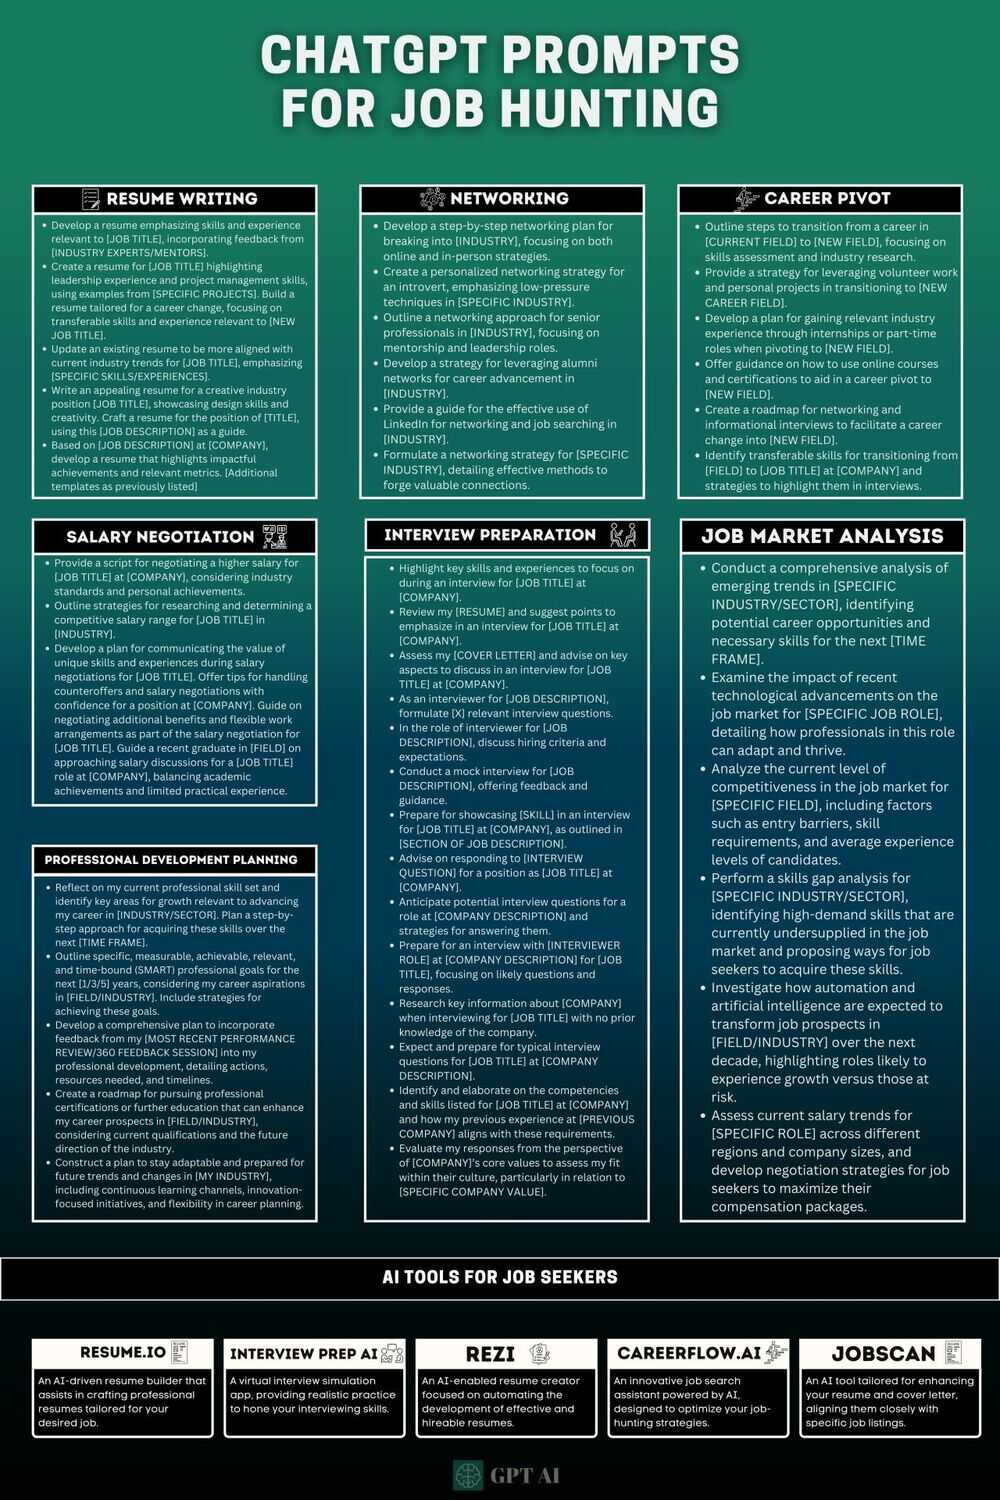 CHATGPT PROMPTS
FOR JOB HUNTING
RESUME WRITING
• Develop a resume emphasizing skills and experience
relevant to [JOB TITLE], incorporating feedback from
[INDUSTRY EXPERTS/MENTORS].
• Create a resume for [JOB TITLE] highlighting
leadership experience and project management skills,
using examples from [SPECIFIC PROJECTS]. Build a
resume tailored for a career change, focusing on
transferable skills and experience relevant to [NEW
JOB TITLE].
• Update an existing resume to be more aligned with
current industry trends for [JOB TITLE], emphasizing
[SPECIFIC SKILLS/EXPERIENCES].
• Write an appealing resume for a creative industry
position [JOB TITLE], showcasing design skills and
creativity. Craft a resume for the position of [TITLE],
using this [JOB DESCRIPTION] as a guide.
• Based on [JOB DESCRIPTION] at [COMPANY],
develop a resume that highlights impactful
achievements and relevant metrics. [Additional
templates as previously listed]
NETWORKING
• Develop a step-by-step networking plan for
breaking into [INDUSTRY], focusing on both
online and in-person strategies.
• Create a personalized networking strategy for
an introvert, emphasizing low-pressure
techniques in [SPECIFIC INDUSTRY].
• Outline a networking approach for senior
professionals in [INDUSTRY], focusing on
mentorship and leadership roles.
• Develop a strategy for leveraging alumni
networks for career advancement in
[INDUSTRY].
• Provide a guide for the effective use of
LinkedIn for networking and job searching in
[INDUSTRY].
• Formulate a networking strategy for [SPECIFIC
INDUSTRY], detailing effective methods to
forge valuable connections.
CAREER PIVOT
• Outline steps to transition from a career in
[CURRENT FIELD] to [NEW FIELD], focusing on
skills assessment and industry research.
• Provide a strategy for leveraging volunteer work
and personal projects in transitioning to [NEW
CAREER FIELD].
• Develop a plan for gaining relevant industry
experience through internships or part-time
roles when pivoting to [NEW FIELD].
• Offer guidance on how to use online courses
and certifications to aid in a career pivot to
[NEW FIELD].
• Create a roadmap for networking and
informational interviews to facilitate a career
change into [NEW FIELD].
• Identify transferable skills for transitioning from
[FIELD] to [JOB TITLE] at [COMPANY] and
strategies to highlight them in interviews.
SALARY NEGOTIATION
• Provide a script for negotiating a higher salary for
[JOB TITLE] at [COMPANY], considering industry
standards and personal achievements.
• Outline strategies for researching and determining a
competitive salary range for [JOB TITLE] in
[INDUSTRY].
• Develop a plan for communicating the value of
unique skills and experiences during salary
negotiations for [JOB TITLE]. Offer tips for handling
counteroffers and salary negotiations with
confidence for a position at [COMPANY]. Guide on
negotiating additional benefits and flexible work
arrangements as part of the salary negotiation for
[JOB TITLE]. Guide a recent graduate in [FIELD] on
approaching salary discussions for a [JOB TITLE]
role at [COMPANY], balancing academic
achievements and limited practical experience.
PROFESSIONAL DEVELOPMENT PLANNING
• Reflect on my current professional skill set and
identify key areas for growth relevant to advancing
my career in [INDUSTRY/SECTOR]. Plan a step-by-
step approach for acquiring these skills over the
next [TIME FRAME].
• Outline specific, measurable, achievable, relevant,
and time-bound (SMART) professional goals for the
next [1/3/5] years, considering my career aspirations
in [FIELD/INDUSTRY]. Include strategies for
achieving these goals.
• Develop a comprehensive plan to incorporate
feedback from my [MOST RECENT PERFORMANCE
REVIEW/360 FEEDBACK SESSION] into my
professional development, detailing actions,
resources needed, and timelines.
• Create a roadmap for pursuing professional
certifications or further education that can enhance
my career prospects in [FIELD/INDUSTRY],
considering current qualifications and the future
direction of the industry.
• Construct a plan to stay adaptable and prepared for
future trends and changes in [MY INDUSTRY],
including continuous learning channels, innovation-
focused initiatives, and flexibility in career planning.
INTERVIEW PREPARATION
• Highlight key skills and experiences to focus on
during an interview for [JOB TITLE] at
[COMPANY].
• Review my [RESUME] and suggest points to
emphasize in an interview for [JOB TITLE] at
[COMPANY].
• Assess my [COVER LETTER] and advise on key
aspects to discuss in an interview for [JOB
TITLE] at [COMPANY].
• As an interviewer for [JOB DESCRIPTION],
formulate [X] relevant interview questions.
• In the role of interviewer for [JOB
DESCRIPTION], discuss hiring criteria and
expectations.
• Conduct a mock interview for [JOB
DESCRIPTION], offering feedback and
guidance.
• Prepare for showcasing [SKILL] in an interview
for [JOB TITLE] at [COMPANY], as outlined in
[SECTION OF JOB DESCRIPTION].
• Advise on responding to [INTERVIEW
QUESTION] for a position as [JOB TITLE] at
[COMPANY].
• Anticipate potential interview questions for a
role at [COMPANY DESCRIPTION] and
strategies for answering them.
• Prepare for an interview with [INTERVIEWER
ROLE] at [COMPANY DESCRIPTION] for [JOB
TITLE], focusing on likely questions and
responses.
• Research key information about [COMPANY]
when interviewing for [JOB TITLE] with no prior
knowledge of the company.
• Expect and prepare for typical interview
questions for [JOB TITLE] at [COMPANY
DESCRIPTION].
• Identify and elaborate on the competencies
and skills listed for [JOB TITLE] at [COMPANY]
and how my previous experience at [PREVIOUS
COMPANY] aligns with these requirements.
• Evaluate my responses from the perspective
of [COMPANY]'s core values to assess my fit
within their culture, particularly in relation to
[SPECIFIC COMPANY VALUE].
JOB MARKET ANALYSIS
• Conduct a comprehensive analysis of
emerging trends in [SPECIFIC
INDUSTRY/SECTOR], identifying
potential career opportunities and
necessary skills for the next [TIME
FRAME].
• Examine the impact of recent
technological advancements on the
job market for [SPECIFIC JOB ROLE],
detailing how professionals in this role
can adapt and thrive.
• Analyze the current level of
competitiveness in the job market for
[SPECIFIC FIELD], including factors
such as entry barriers, skill
requirements, and average experience
levels of candidates.
• Perform a skills gap analysis for
[SPECIFIC INDUSTRY/SECTOR],
identifying high-demand skills that are
currently undersupplied in the job
market and proposing ways for job
seekers to acquire these skills.
• Investigate how automation and
artificial intelligence are expected to
transform job prospects in
[FIELD/INDUSTRY] over the next
decade, highlighting roles likely to
experience growth versus those at
risk.
• Assess current salary trends for
[SPECIFIC ROLE] across different
regions and company sizes, and
develop negotiation strategies for job
seekers to maximize their
compensation packages.
AI TOOLS FOR JOB SEEKERS
RESUME.IO
An AI-driven resume builder that
assists in crafting professional
resumes tailored for your
desired job.
INTERVIEW PREP AI
A virtual interview simulation
app, providing realistic practice
to hone your interviewing skills.
REZI
An AI-enabled resume creator
focused on automating the
development of effective and
hireable resumes.
CAREERFLOW.AI
An innovative job search
assistant powered by AI,
designed to optimize your job-
hunting strategies.
JOBSCAN
An AI tool tailored for enhancing
your resume and cover letter,
aligning them closely with
specific job listings.
GPT AI